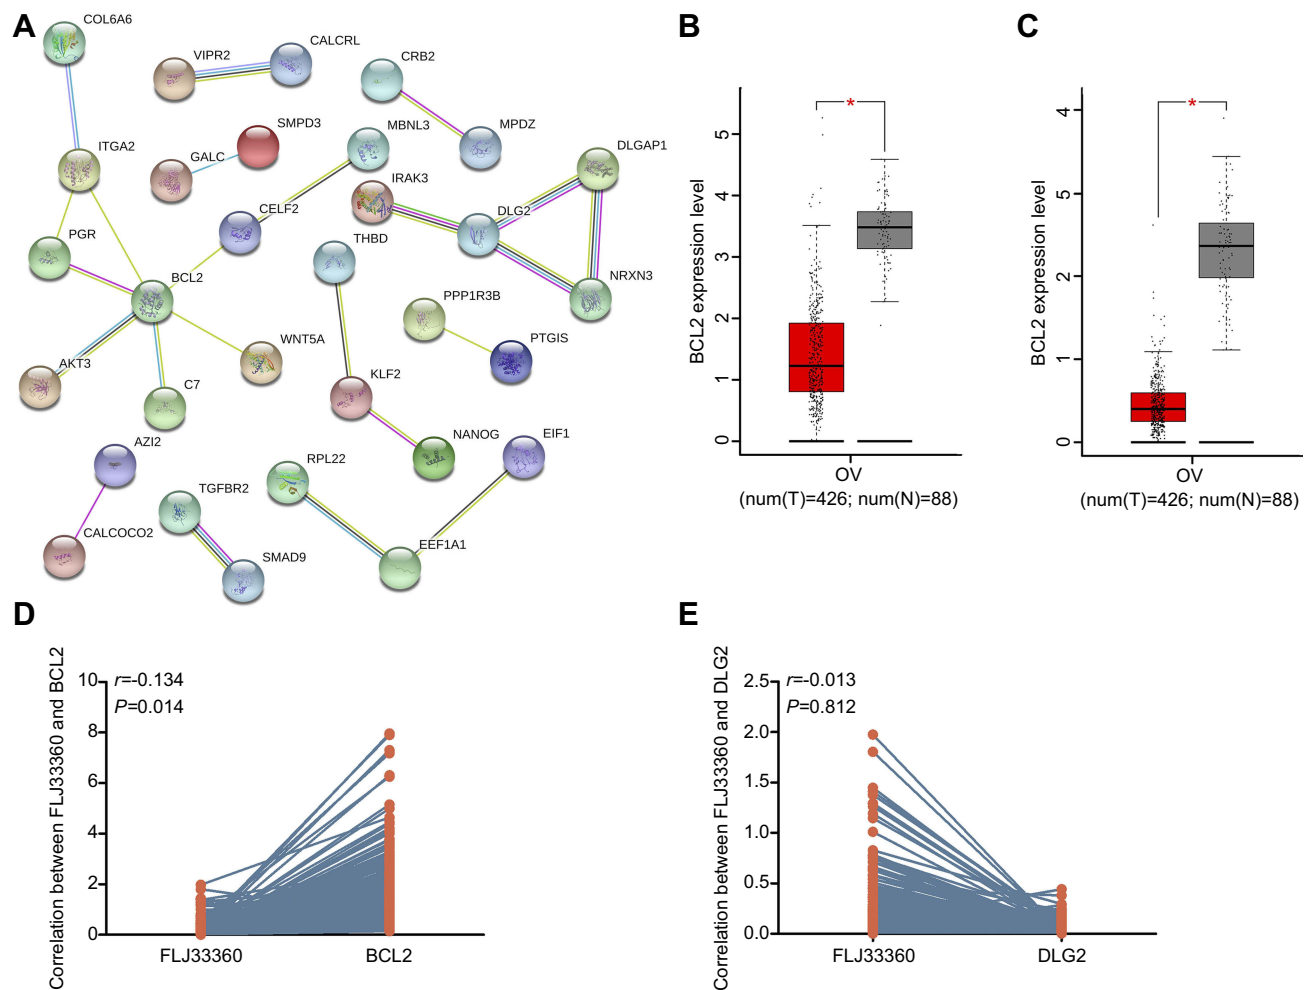 A
COL6A6
VIPR2
CALCRL
CRB2
SMPD3
MBNL3
MPDZ
ITGA2
GALC
IRAK3
DLGAP1
CELF2
DLG2
PGR
THBD
BCL2
NRXN3
PPP1R3B
PTGIS
WNT5A
AKT3
C7
KLF2
AZI2
NANOG
EIF1
RPL22
TGFBR2
CALCOCO2
SMAD9
EEF1A1
B
BCL2 expression level
5
4
3
2
1
0
*
OV
(num(T)=426; num(N)=88)
C
BCL2 expression level
4
5
2
1
0
*
OV
(num(T)=426; num(N)=88)
D
Correlation between FLJ33360 and BCL2
10
8
6
4
2
0
r=-0.134
P=0.014
FLJ33360
BCL2
E
Correlation between FLJ33360 and DLG2
2.5
2.0
1.5
1.0
0.5
0.0
r=-0.013
P=0.812
FLJ33360
DLG2